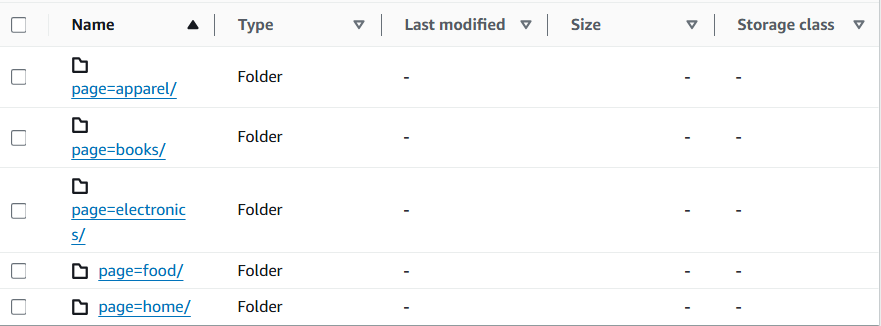 Name Type Last modified Size Storage class
page=apparel/ Folder - - -
page=books/ Folder - - -
page=electronic Folder - - -
s/
page=food/ Folder - - -
page=home/ Folder - - -